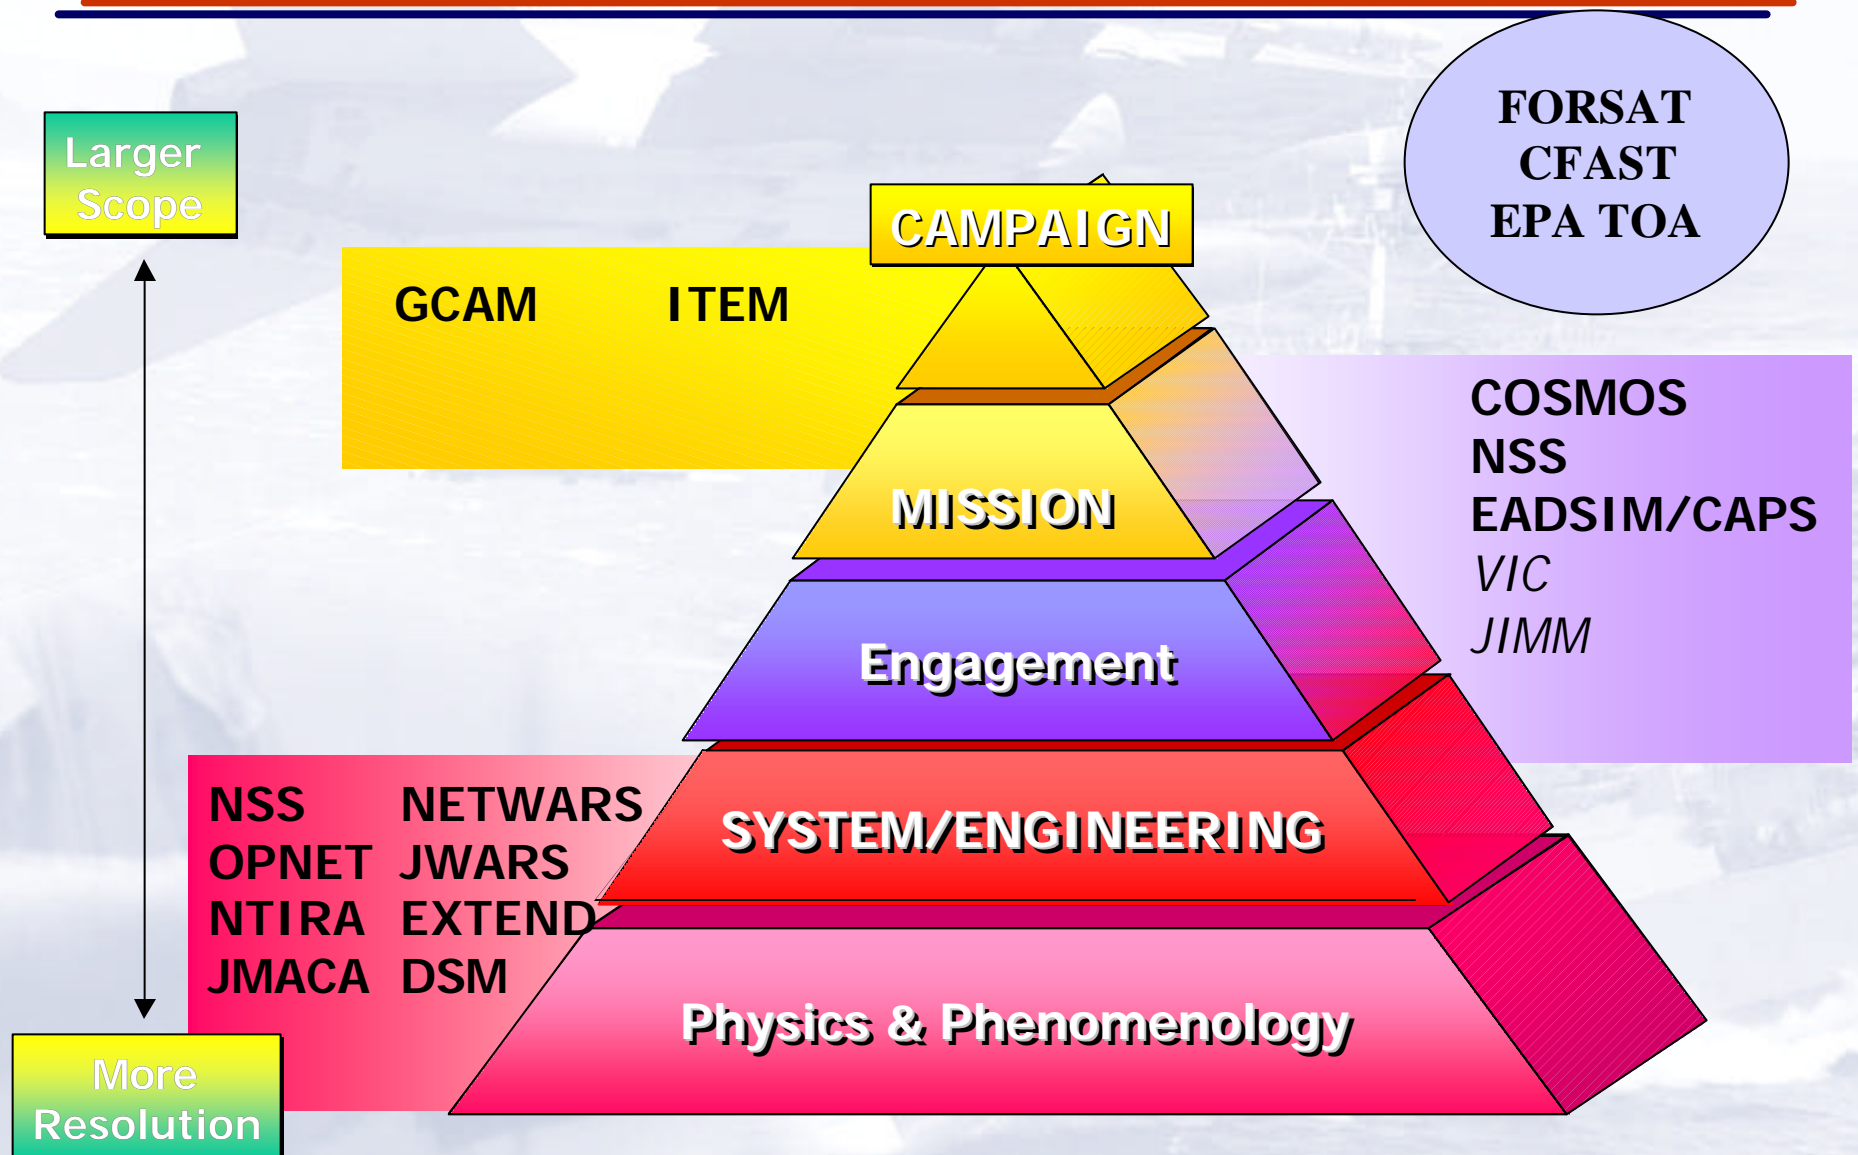 FORSAT
CFAST
EPA TOA
Larger
Scope
CAMPAIGN
GCAM ITEM
COSMOS
NSS
EADSIM/CAPS
VIC
JIMM
MISSION
Engagement
NSS NETWARS
OPNET JWARS
NTIRA EXTEND
JMACA DSM
SYSTEM/ENGINEERING
Physics & Phenomenology
More
Resolution